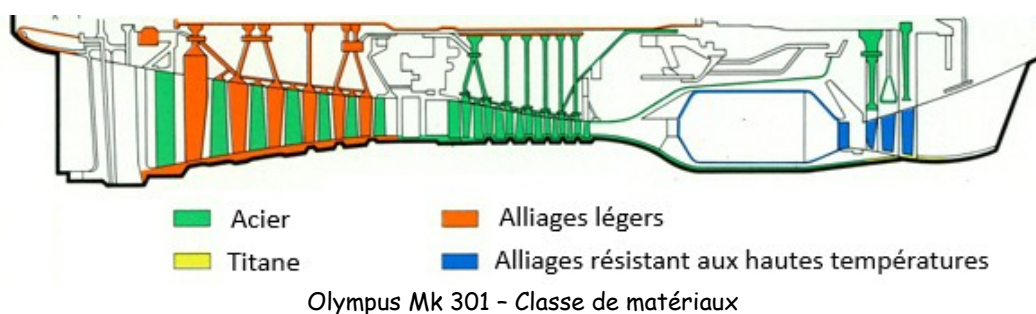 Acier
Alliages légers
Titane
Alliages résistant aux hautes températures
Olympus Mk 301 – Classe de matériaux